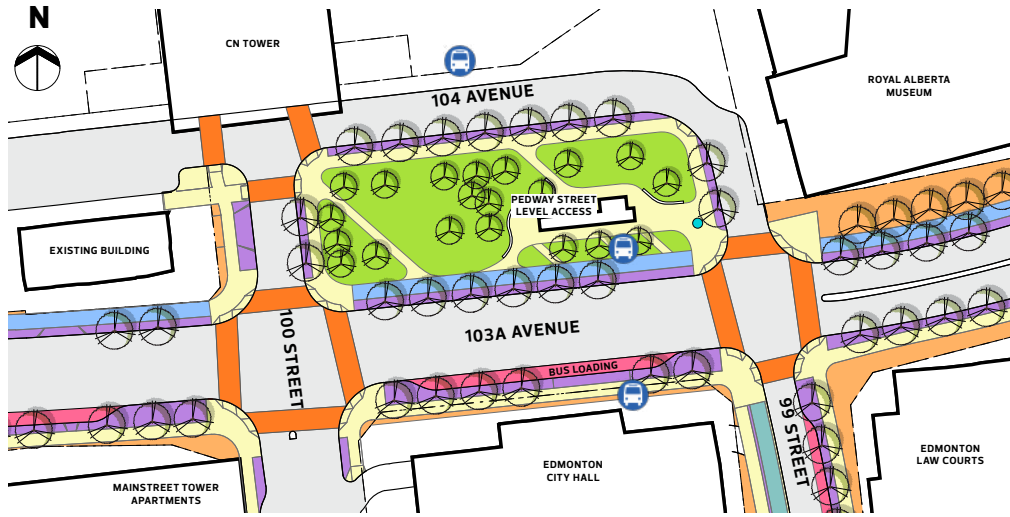 N
CN TOWER
104 AVENUE
ROYAL ALBERTA
MUSEUM
PEDWAY STREET
LEVEL ACCESS
EXISTING BUILDING
100 STREET
103A AVENUE
BUS LOADING
99 STREET
MAINSTREET TOWER
APARTMENTS
EDMONTON
CITY HALL
EDMONTON
LAW COURTS